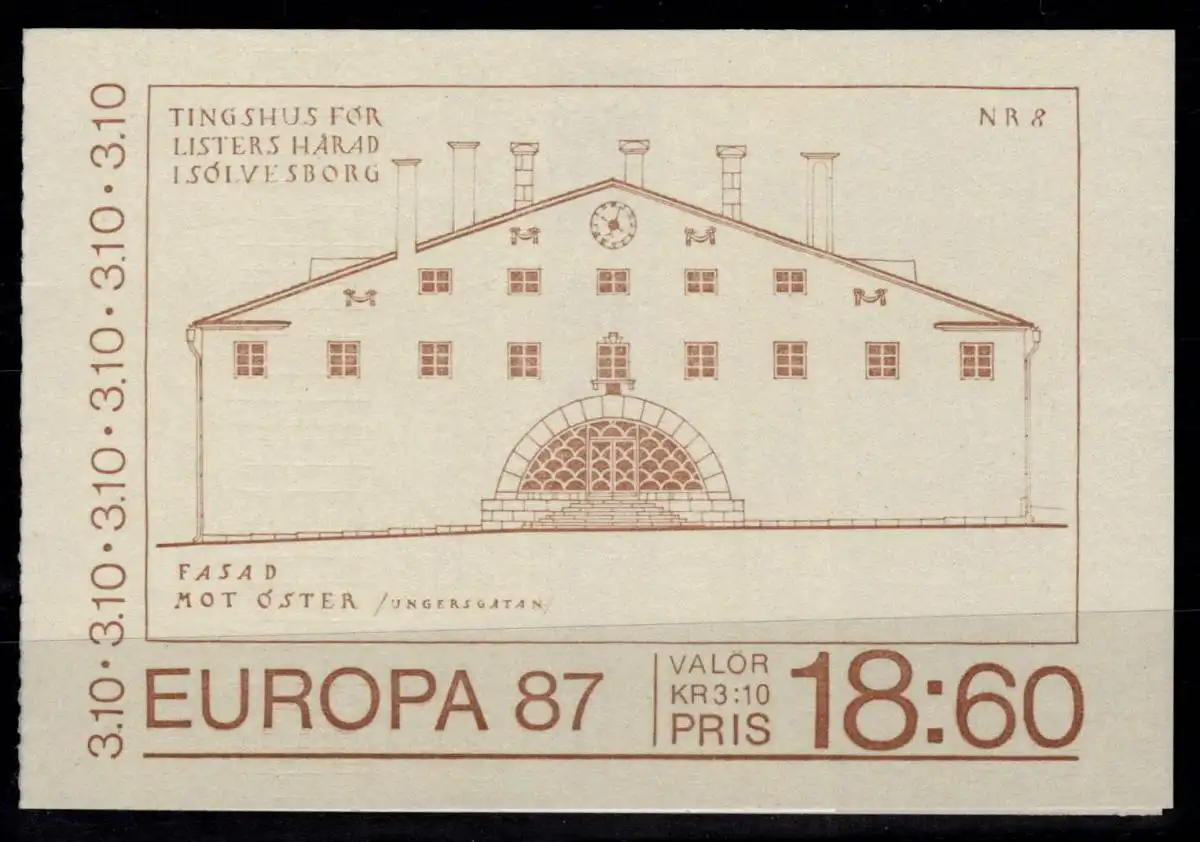 TINGSHUS FÖR
LISTERS HÄRAD
I SÖLVESBORG
NR 8
FASAD
MOT ÖSTER /UNGERSGATAN/
3.10 • 3.10 • 3.10 • 3.10 • 3.10 • 3.10
EUROPA 87
VALÖR
KR 3:10
PRIS
18:60